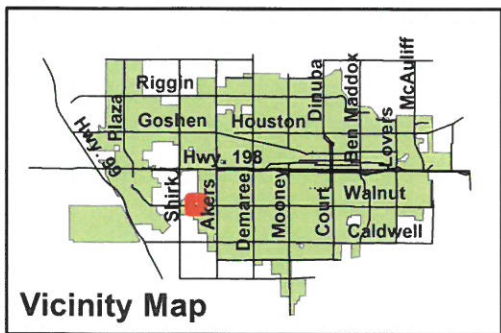 Riggin
Plaza
Goshen
Houston
Dinuba
Ben Maddox
McAuliff
Hwy. 99
Hwy. 198
Lovers
Shirk
Akers
Demaree
Mooney
Court
Walnut
Caldwell
Vicinity Map